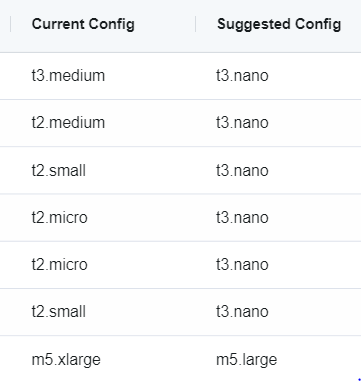 Current Config Suggested Config
t3.medium t3.nano
t2.medium t3.nano
t2.small t3.nano
t2.micro t3.nano
t2.micro t3.nano
t2.small t3.nano
m5.xlarge m5.large